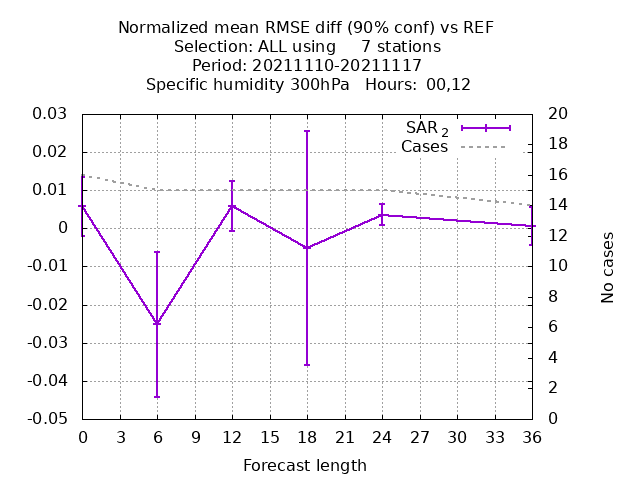 Normalized mean RMSE diff (90% conf) vs REF
Selection: ALL using 7 stations
Period: 20211110-20211117
Specific humidity 300hPa Hours: 00,12
0.03
0.02
0.01
0
-0.01
-0.02
-0.03
-0.04
-0.05
20
18
16
14
12
10
8
6
4
2
0
SAR 2
Cases
No cases
0 3 6 9 12 15 18 21 24 27 30 33 36
Forecast length